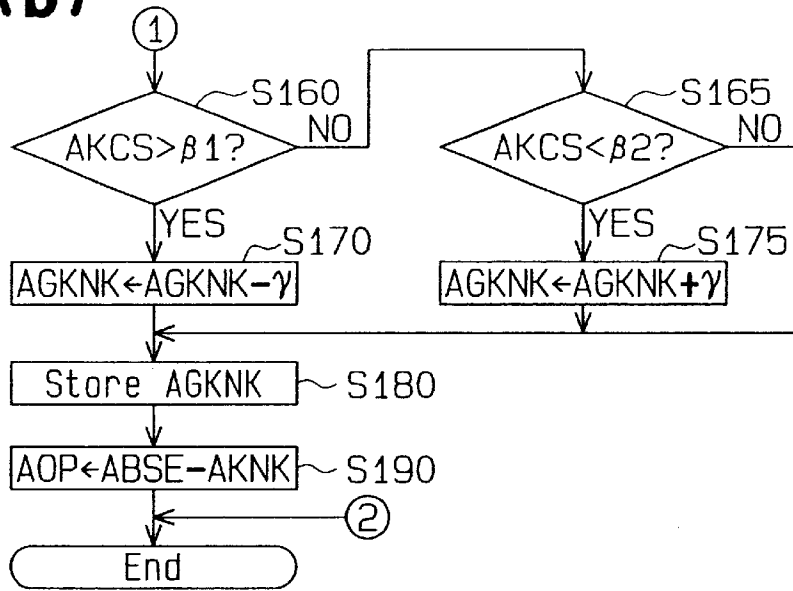 1
S160
S165
AKCS>β1?
NO
AKCS<β2?
NO
YES
YES
S170
S175
AGKNK←AGKNK-γ
AGKNK←AGKNK+γ
Store AGKNK
S180
AOP←ABSE-AKNK
S190
2
End